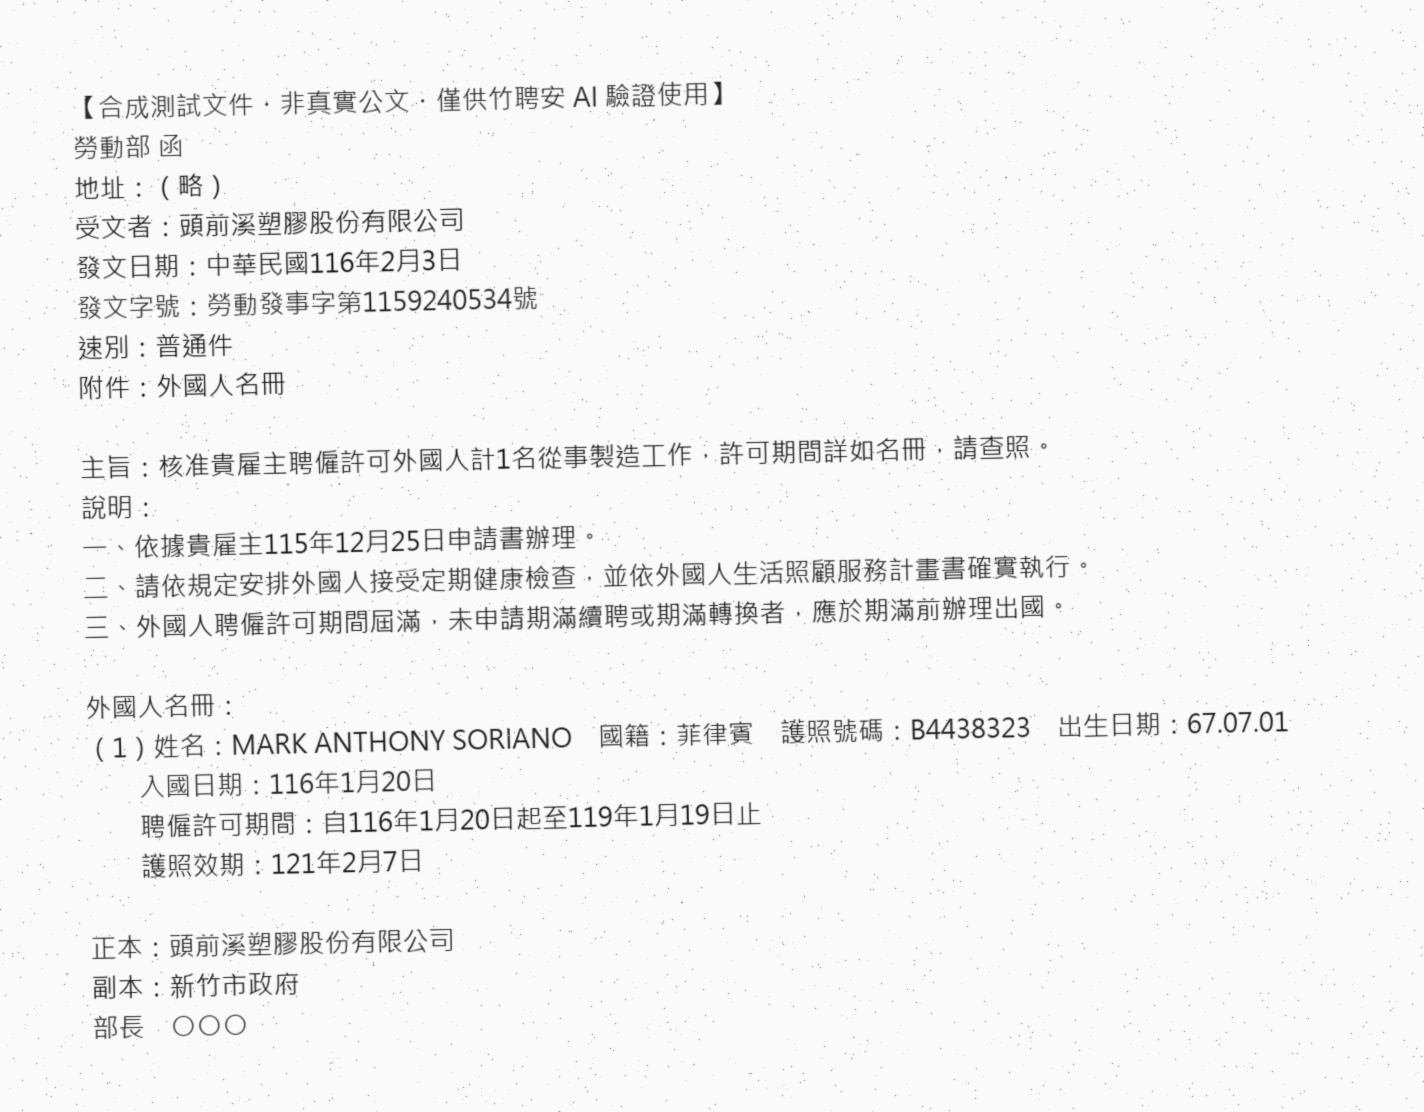 【合成測試文件・非真實公文・僅供竹聘安 AI 驗證使用】
勞動部 函
地址：（略）
受文者：頭前溪塑膠股份有限公司
發文日期：中華民國116年2月3日
發文字號：勞動發事字第1159240534號
速別：普通件
附件：外國人名冊
主旨：核准貴雇主聘僱許可外國人計1名從事製造工作，許可期間詳如名冊，請查照。
說明：
一、依據貴雇主115年12月25日申請書辦理。
二、請依規定安排外國人接受定期健康檢查，並依外國人生活照顧服務計畫書確實執行。
三、外國人聘僱許可期間屆滿，未申請期滿續聘或期滿轉換者，應於期滿前辦理出國。
外國人名冊：
（1）姓名：MARK ANTHONY SORIANO　國籍：菲律賓　護照號碼：B4438323　出生日期：67.07.01
入國日期：116年1月20日
聘僱許可期間：自116年1月20日起至119年1月19日止
護照效期：121年2月7日
正本：頭前溪塑膠股份有限公司
副本：新竹市政府
部長　○○○